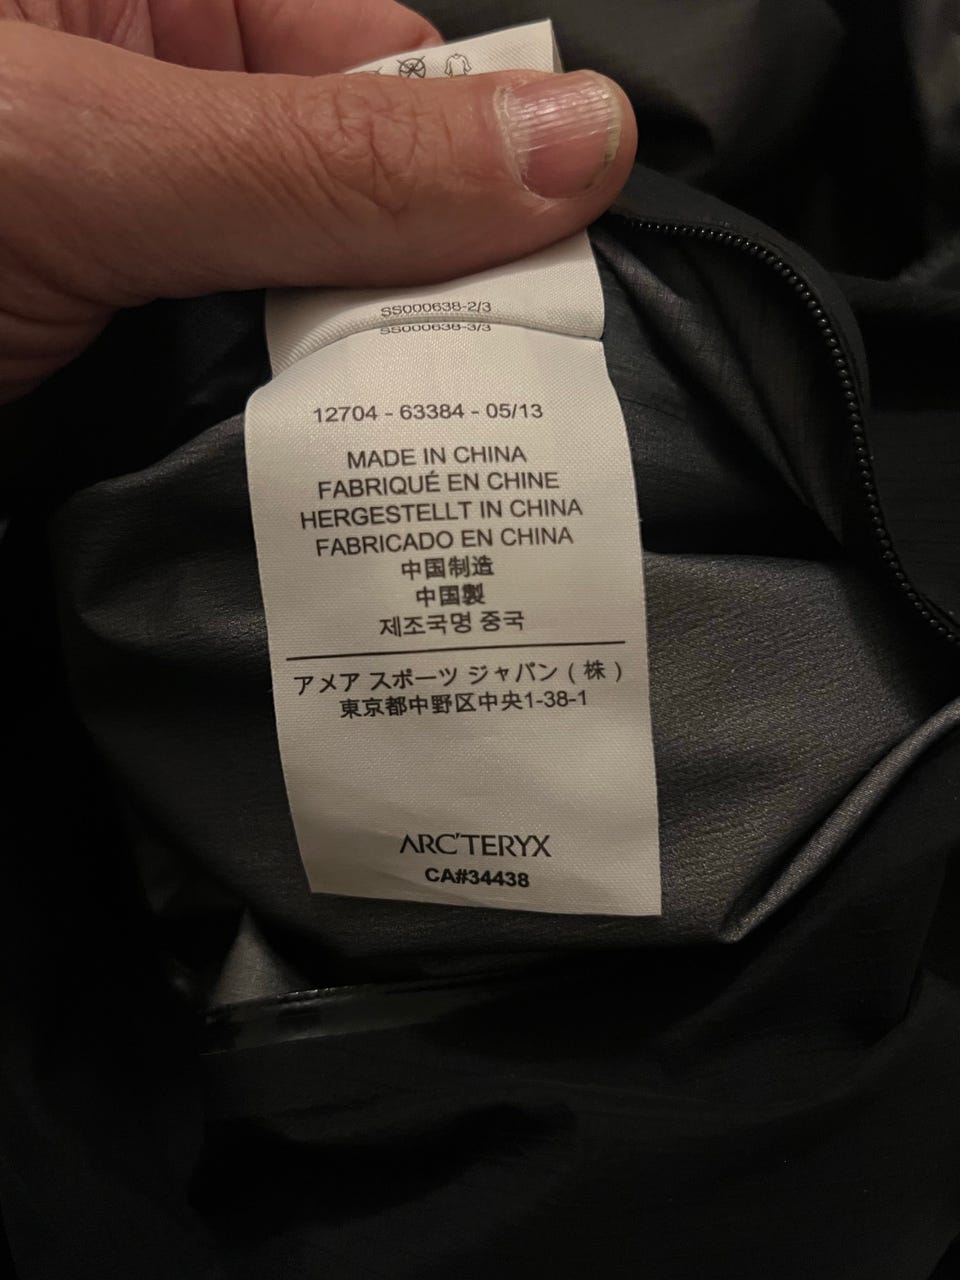 SS000638-2/3
SS000638-3/3
12704 - 63384 - 05/13
MADE IN CHINA
FABRIQUÉ EN CHINE
HERGESTELLT IN CHINA
FABRICADO EN CHINA
中国制造
中国製
제조국명 중국
アメア スポーツ ジャパン ( 株 )
東京都中野区中央1-38-1
ARC'TERYX
CA#34438